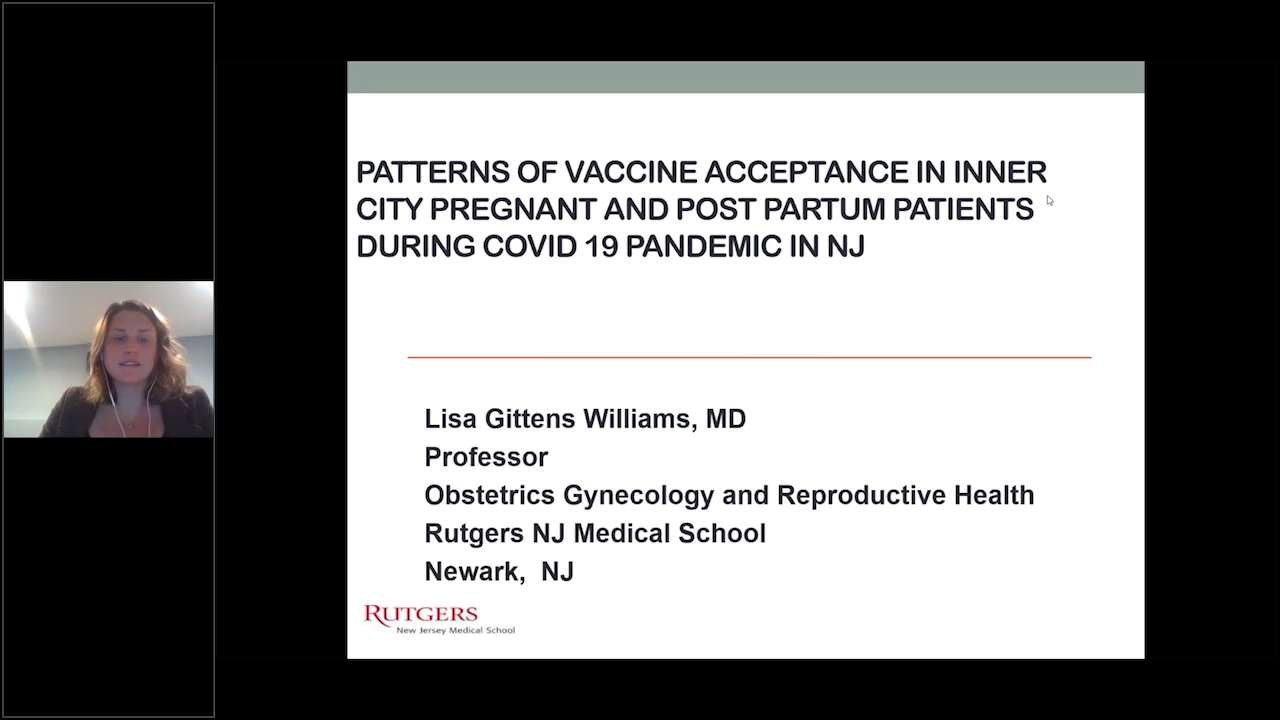 PATTERNS OF VACCINE ACCEPTANCE IN INNER
CITY PREGNANT AND POST PARTUM PATIENTS
DURING COVID 19 PANDEMIC IN NJ
Lisa Gittens Williams, MD
Professor
Obstetrics Gynecology and Reproductive Health
Rutgers NJ Medical School
Newark, NJ
RUTGERS
New Jersey Medical School